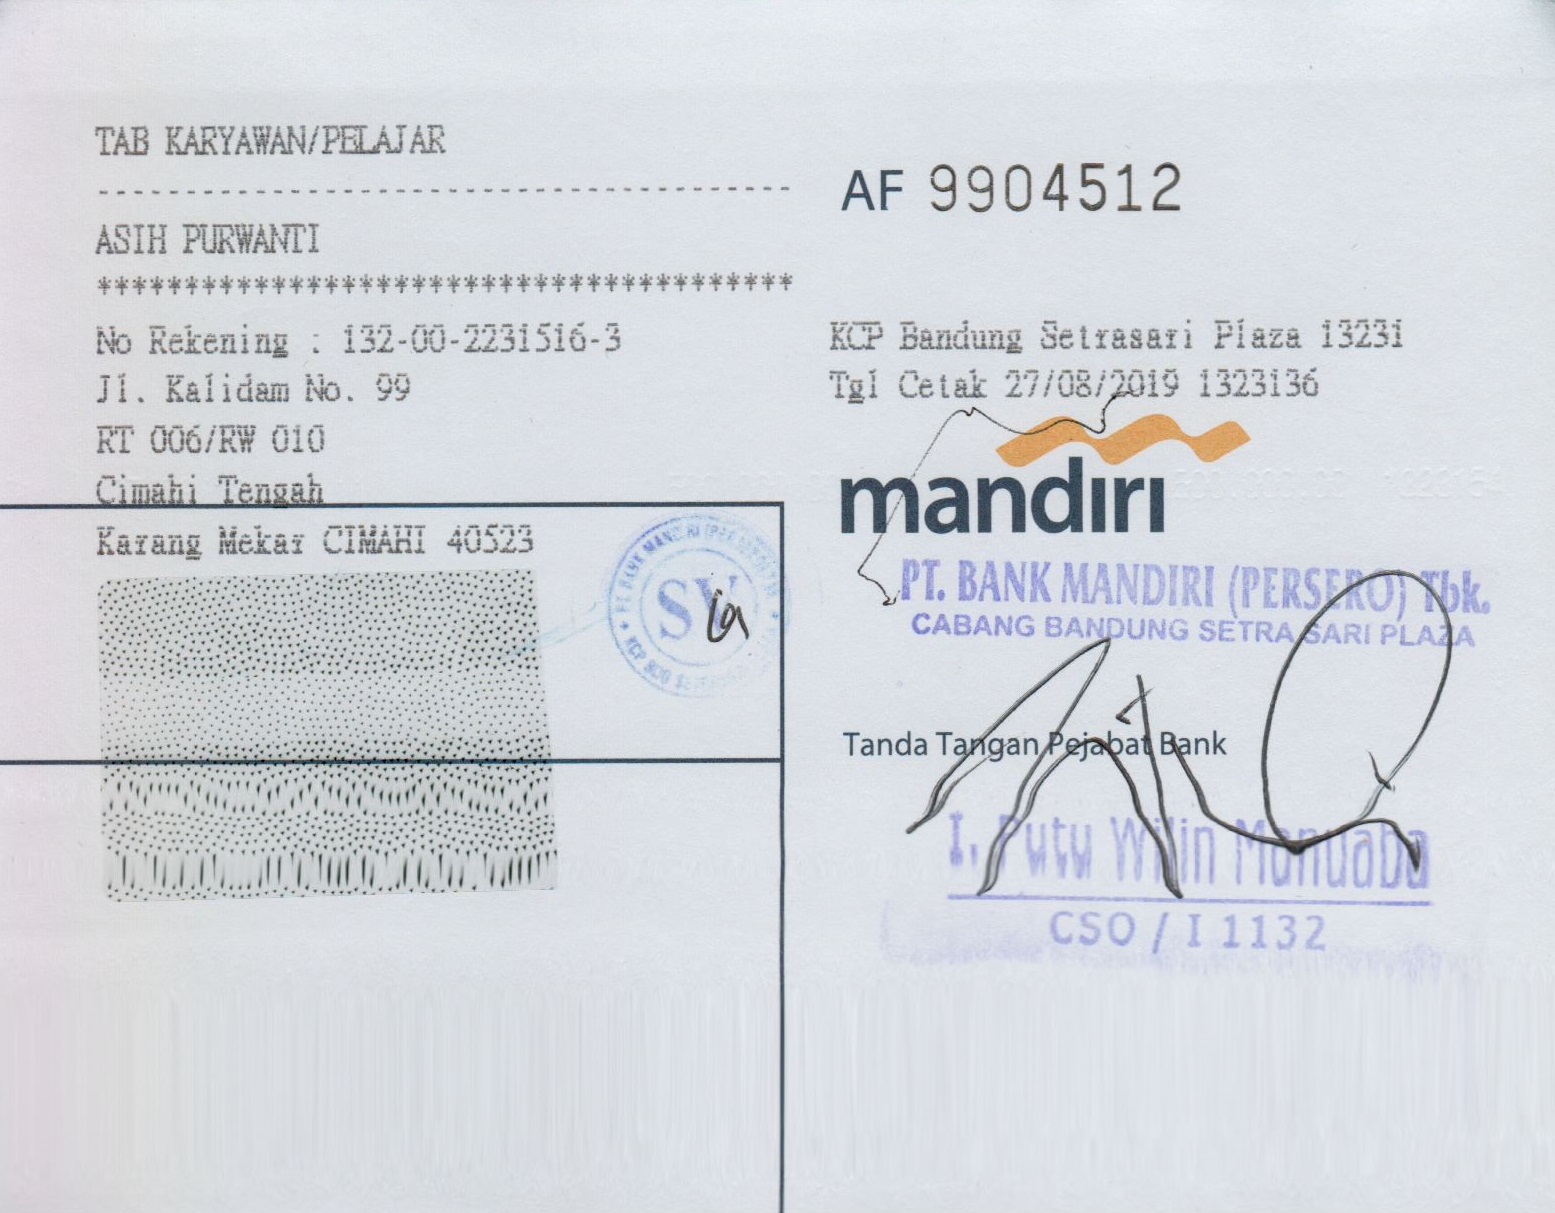 TAB KARYAWAN/PELAJAR
----------------------------------------
ASIH PURWANTI
****************************************
No Rekening : 132-00-2231516-3
Jl. Kalidam No. 99
RT 006/RW 010
Cimahi Tengah
Karang Mekar CIMAHI 40523
PT BANK MANDIRI (PERSERO)
SY
KCP BDG
AF 9904512
KCP Bandung Setrasari Plaza 13231
Tgl Cetak 27/08/2019 1323136
mandiri
PT. BANK MANDIRI (PERSERO) Tbk.
CABANG BANDUNG SETRA SARI PLAZA
Tanda Tangan Pejabat Bank
I. Putu Wilin Manuaba
CSO / I 1132